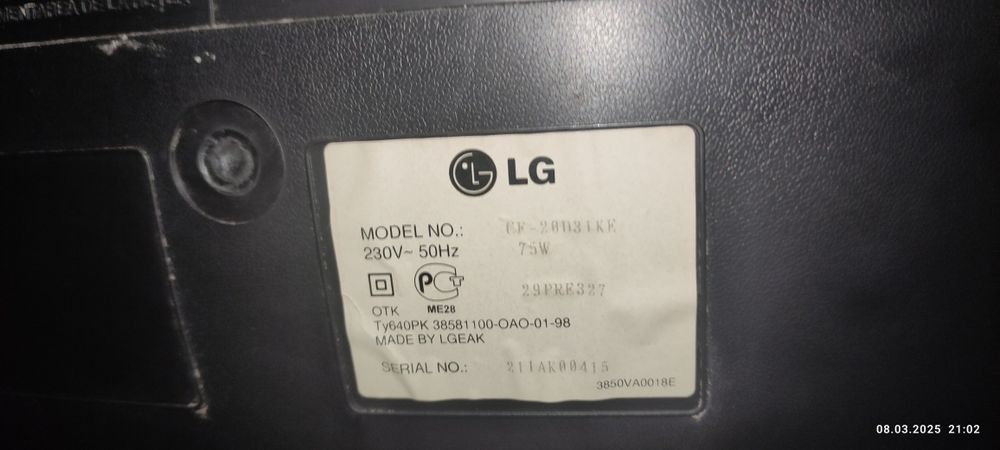 LG
MODEL NO.: CF-20D31KE
230V~ 50Hz 75W
29PRE327
OTK ME28
Ty640PK 38581100-OAO-01-98
MADE BY LGEAK
SERIAL NO.: 211AK00415
3850VA0018E
08.03.2025 21:02